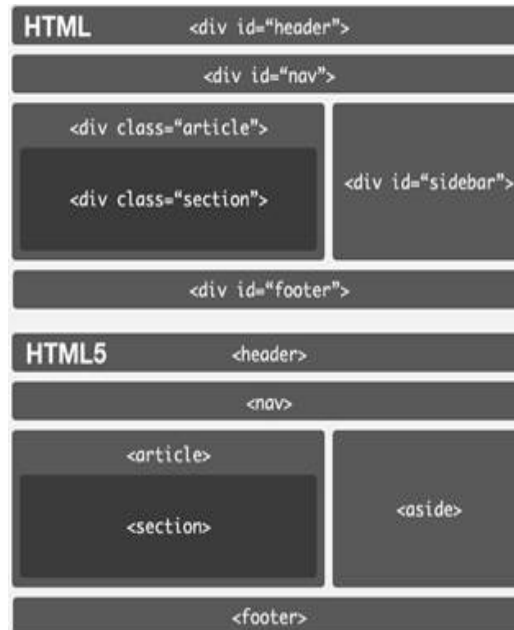 HTML <div id=“header”>
<div id=“nav”>
<div class=“article”>
<div class=“section”>
<div id=“sidebar”>
<div id=“footer”>
HTML5 <header>
<nav>
<article>
<section>
<aside>
<footer>